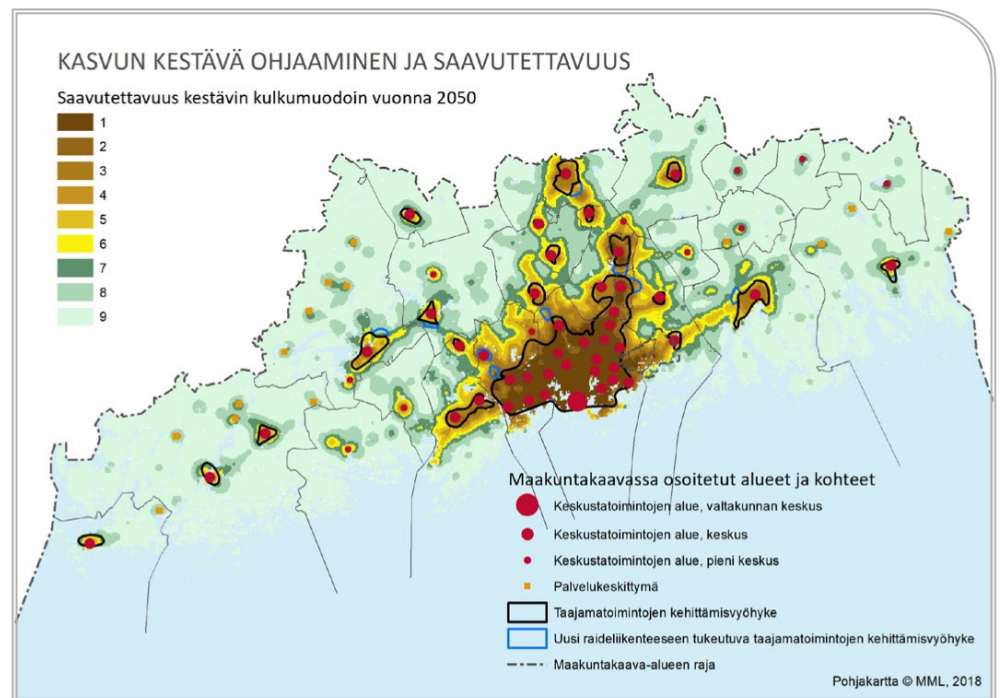 KASVUN KESTÄVÄ OHJAAMINEN JA SAAVUTETTAVUUS
Saavutettavuus kestävin kulkumuodoin vuonna 2050
1
2
3
4
5
6
7
8
9
Maakuntakaavassa osoitetut alueet ja kohteet
Keskustatoimintojen alue, valtakunnan keskus
Keskustatoimintojen alue, keskus
Keskustatoimintojen alue, pieni keskus
Palvelukeskittymä
Taajamatoimintojen kehittämisvyöhyke
Uusi raideliikenteeseen tukeutuva taajamatoimintojen kehittämisvyöhyke
Maakuntakaava-alueen raja
Pohjakartta © MML, 2018